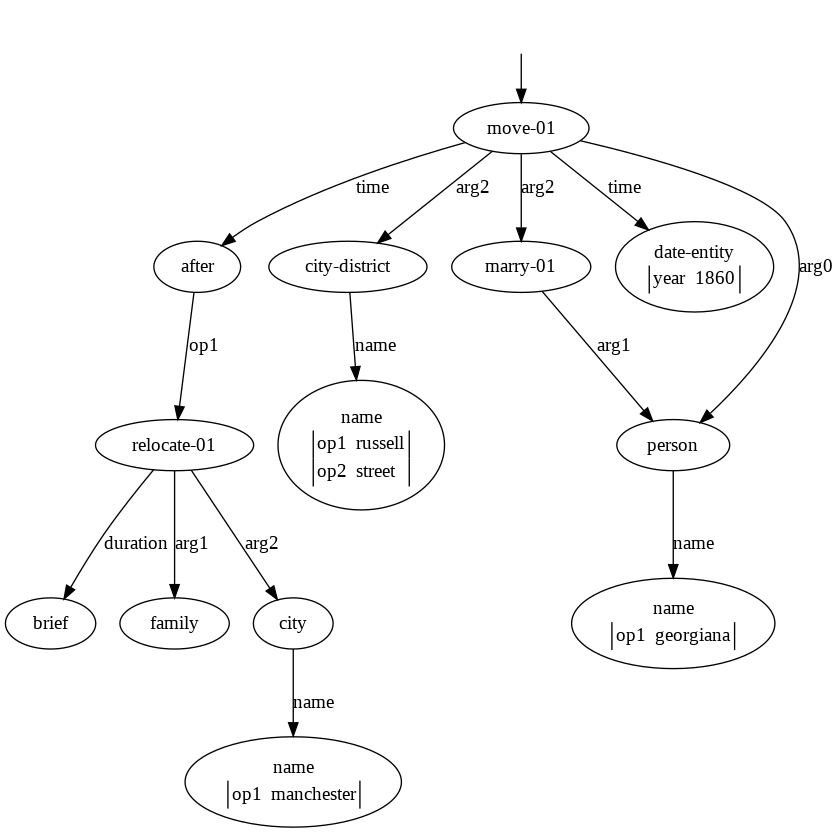 move-01
time
arg2
arg2
time
arg0
after
city-district
marry-01
date-entity
year 1860
op1
name
arg1
relocate-01
name
op1 russell
op2 street
person
duration
arg1
arg2
name
brief
family
city
name
op1 georgiana
name
name
op1 manchester